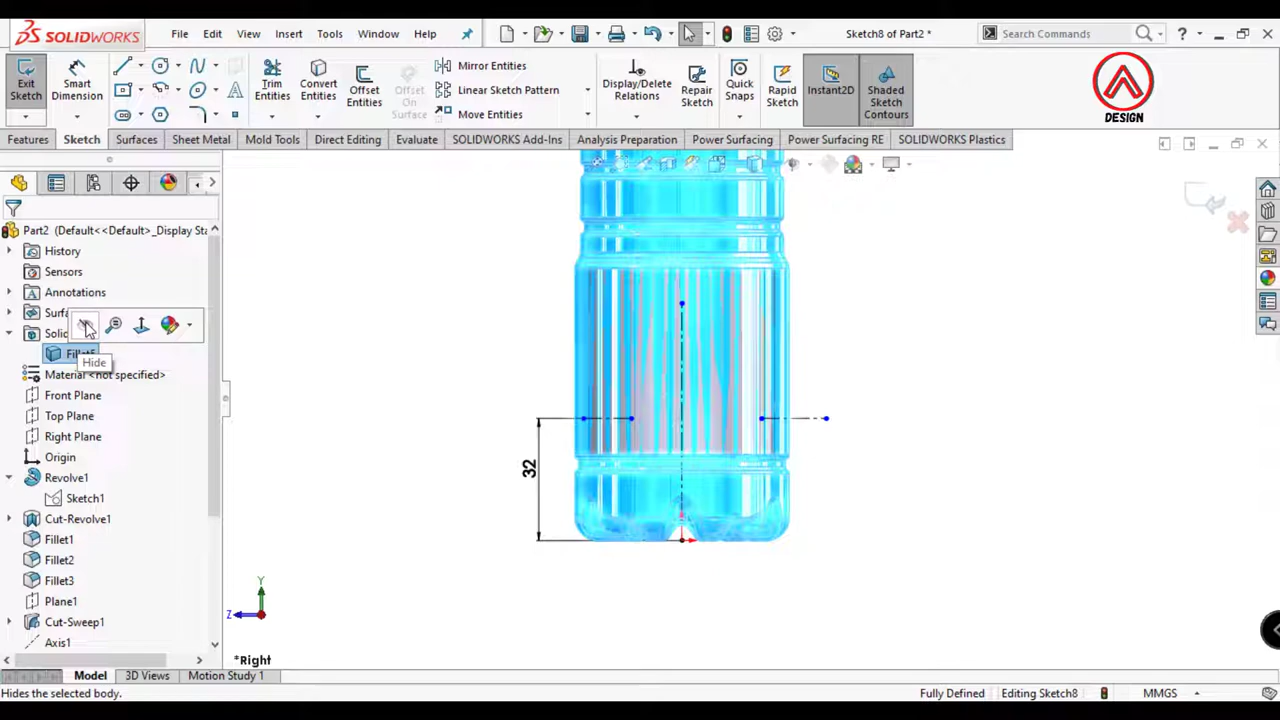 SOLIDWORKS
File
Edit
View
Insert
Tools
Window
Help
Sketch8 of Part2 *
Search Commands
?
Exit Sketch
Smart Dimension
Trim Entities
Convert Entities
Offset Entities
Offset On Surface
Mirror Entities
Linear Sketch Pattern
Move Entities
Display/Delete Relations
Repair Sketch
Quick Snaps
Rapid Sketch
Instant2D
Shaded Sketch Contours
DESIGN
Features
Sketch
Surfaces
Sheet Metal
Mold Tools
Direct Editing
Evaluate
SOLIDWORKS Add-Ins
Analysis Preparation
Power Surfacing
Power Surfacing RE
SOLIDWORKS Plastics
Part2 (Default<<Default>_Display Sta
History
Sensors
Annotations
Surfa
Solid
Fillet5
Hide
Material <not specified>
Front Plane
Top Plane
Right Plane
Origin
Revolve1
Sketch1
Cut-Revolve1
Fillet1
Fillet2
Fillet3
Plane1
Cut-Sweep1
Axis1
32
Y
Z
*Right
Model
3D Views
Motion Study 1
Hides the selected body.
Fully Defined
Editing Sketch8
MMGS